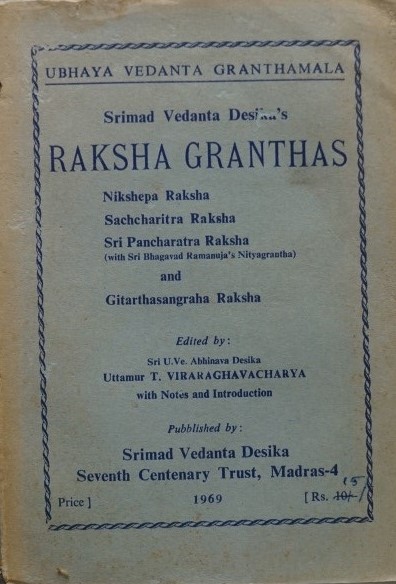 UBHAYA VEDANTA GRANTHAMALA
Srimad Vedanta Desika's
RAKSHA GRANTHAS
Nikshepa Raksha
Sachcharitra Raksha
Sri Pancharatra Raksha
(with Sri Bhagavad Ramanuja's Nityagrantha)
and
Gitarthasangraha Raksha
Edited by:
Sri U.Ve. Abhinava Desika
Uttamur T. VIRARAGHAVACHARYA
with Notes and Introduction
Pubblished by:
Srimad Vedanta Desika
Seventh Centenary Trust, Madras-4
15
Price ] 1969 [ Rs. 10/- /